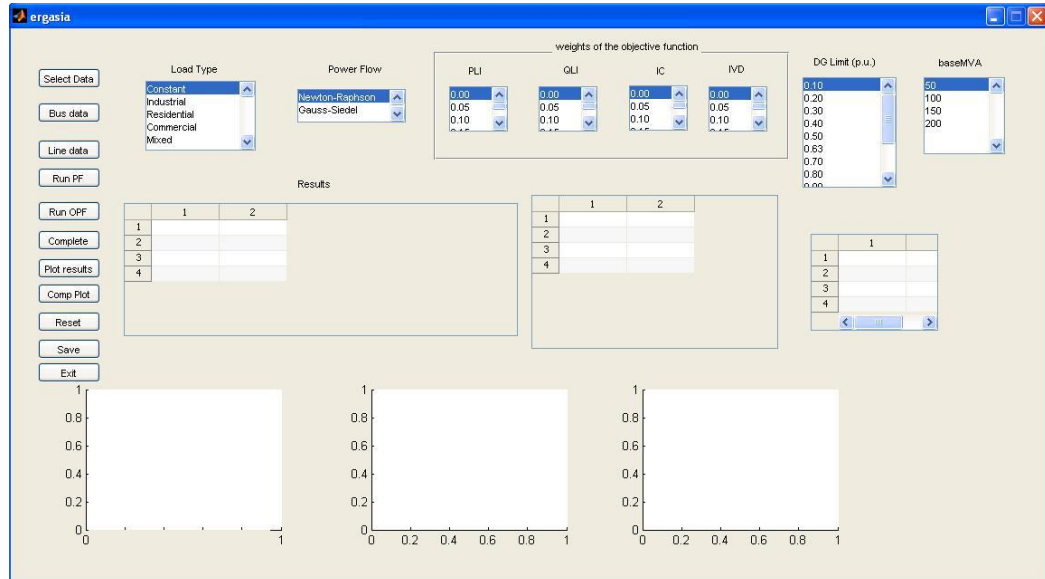 ergasia
weights of the objective function
Select Data
Bus data
Line data
Run PF
Run OPF
Complete
Plot results
Comp Plot
Reset
Save
Exit
Load Type
Constant
Industrial
Residential
Commercial
Mixed
Power Flow
Newton-Raphson
Gauss-Siedel
PLI
0.00
0.05
0.10
QLI
0.00
0.05
0.10
IC
0.00
0.05
0.10
IVD
0.00
0.05
0.10
DG Limit (p.u.)
0.10
0.20
0.30
0.40
0.50
0.63
0.70
0.80
baseMVA
50
100
150
200
Results
1 2
1
2
3
4
1 2
1
2
3
4
1
1
2
3
4
1
0.8
0.6
0.4
0.2
0
0 1
1
0.8
0.6
0.4
0.2
0
0 0.2 0.4 0.6 0.8 1
1
0.8
0.6
0.4
0.2
0
0 0.2 0.4 0.6 0.8 1